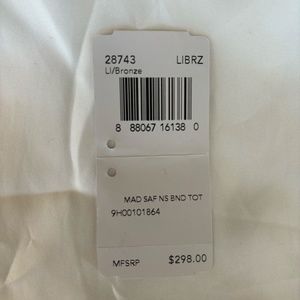 28743 LIBRZ
LI/Bronze
8 88067 16138 0
MAD SAF NS BND TOT
9H00101864
MFSRP $298.00